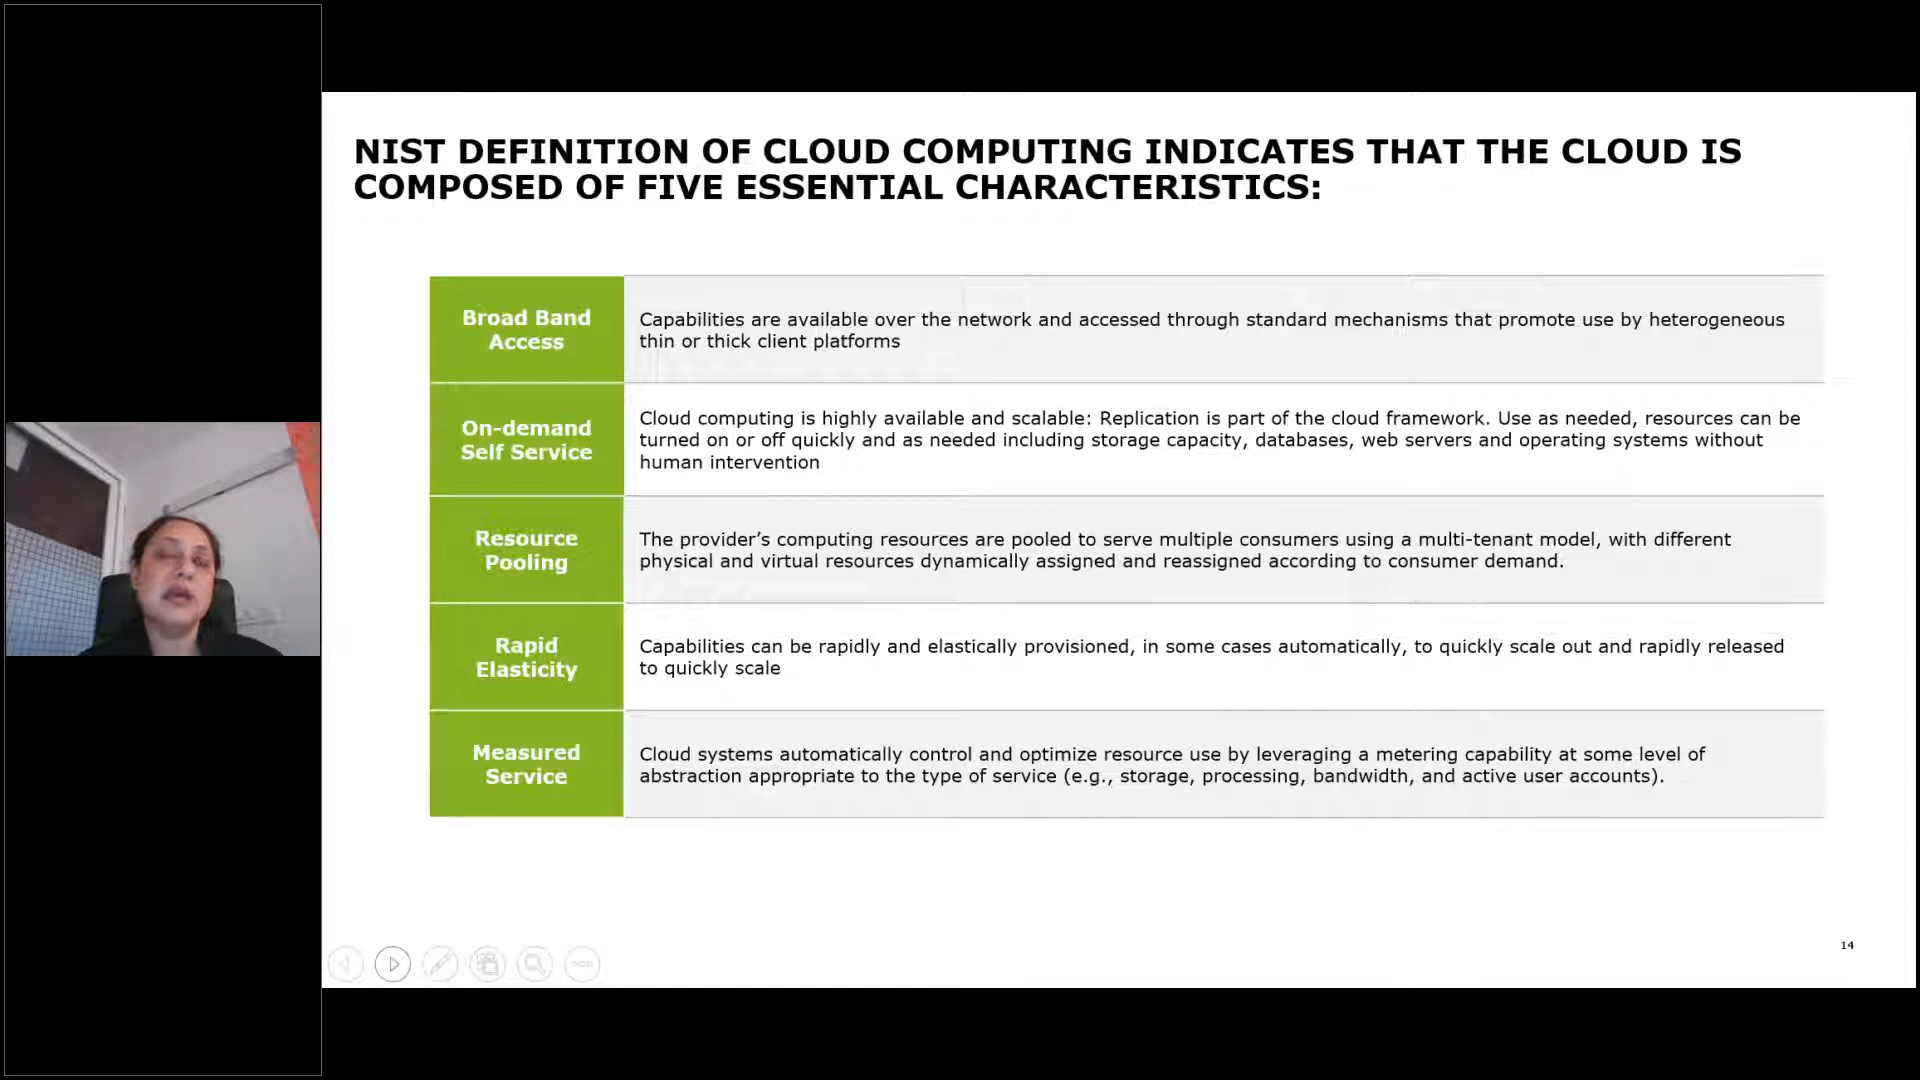 NIST DEFINITION OF CLOUD COMPUTING INDICATES THAT THE CLOUD IS
COMPOSED OF FIVE ESSENTIAL CHARACTERISTICS:
Broad Band
Access
Capabilities are available over the network and accessed through standard mechanisms that promote use by heterogeneous
thin or thick client platforms
On-demand
Self Service
Cloud computing is highly available and scalable: Replication is part of the cloud framework. Use as needed, resources can be
turned on or off quickly and as needed including storage capacity, databases, web servers and operating systems without
human intervention
Resource
Pooling
The provider’s computing resources are pooled to serve multiple consumers using a multi-tenant model, with different
physical and virtual resources dynamically assigned and reassigned according to consumer demand.
Rapid
Elasticity
Capabilities can be rapidly and elastically provisioned, in some cases automatically, to quickly scale out and rapidly released
to quickly scale
Measured
Service
Cloud systems automatically control and optimize resource use by leveraging a metering capability at some level of
abstraction appropriate to the type of service (e.g., storage, processing, bandwidth, and active user accounts).
14